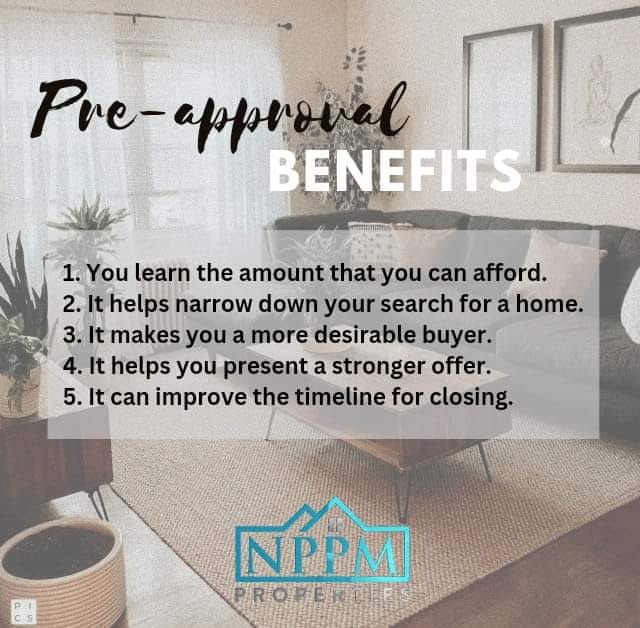 Pre-approval
BENEFITS
1. You learn the amount that you can afford.
2. It helps narrow down your search for a home.
3. It makes you a more desirable buyer.
4. It helps you present a stronger offer.
5. It can improve the timeline for closing.
NPPM
PROPERTIES
PICS